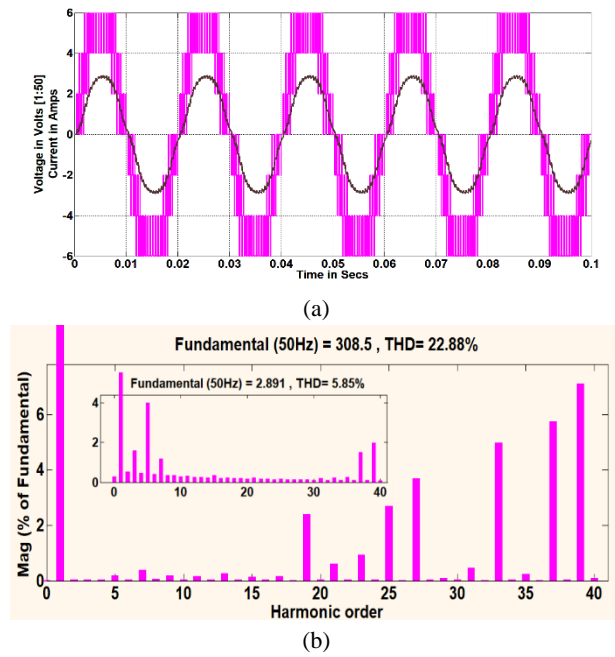 Voltage in Volts [1:50]
Current in Amps
6
4
2
0
-2
-4
-6
0 0.01 0.02 0.03 0.04 0.05 0.06 0.07 0.08 0.09 0.1
Time in Secs
(a)
Fundamental (50Hz) = 308.5 , THD= 22.88%
Mag (% of Fundamental)
6
4
2
0
Fundamental (50Hz) = 2.891 , THD= 5.85%
4
2
0
0 10 20 30 40
0 5 10 15 20 25 30 35 40
Harmonic order
(b)